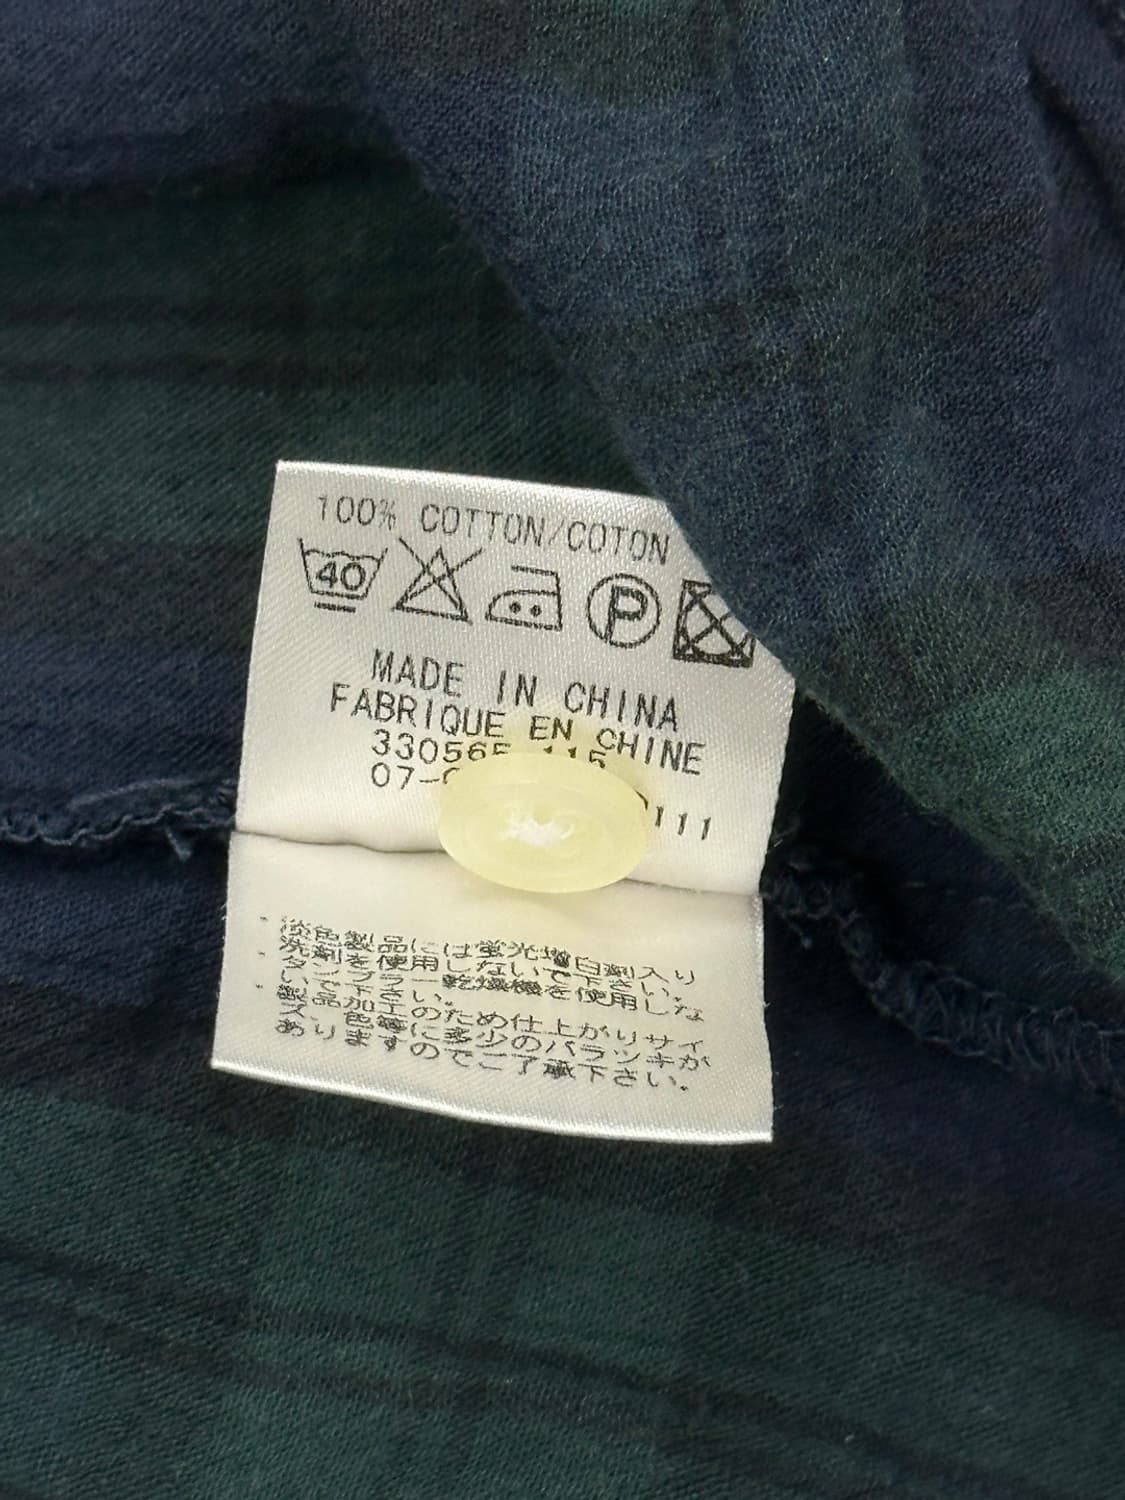 100% COTTON/COTON
40
P
MADE IN CHINA
FABRIQUE EN CHINE
330565 115
07- 111
・淡色製品には蛍光増白剤入り
洗剤を使用しないで下さい。
・タンブラー乾燥機を使用しな
いで下さい。
・製品加工のため仕上がりサイ
ズ、色等に多少のバラツキが
ありますのでご了承下さい。